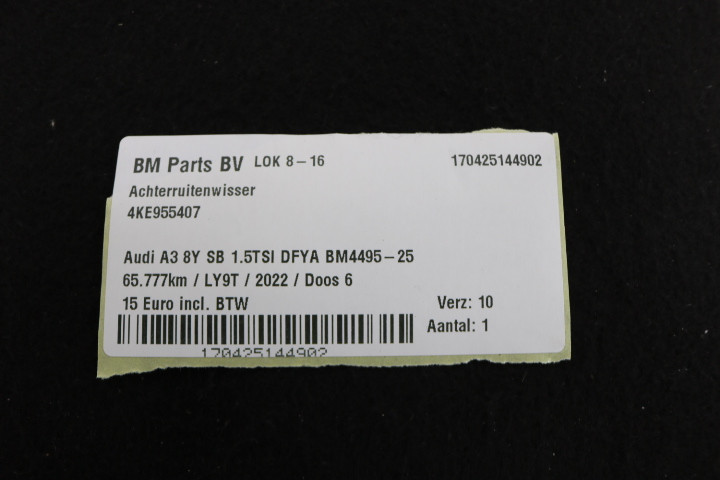 BM Parts BV LOK 8-16 170425144902
Achterruitenwisser
4KE955407
Audi A3 8Y SB 1.5TSI DFYA BM4495-25
65.777km / LY9T / 2022 / Doos 6
15 Euro incl. BTW Verz: 10
Aantal: 1
170425144902